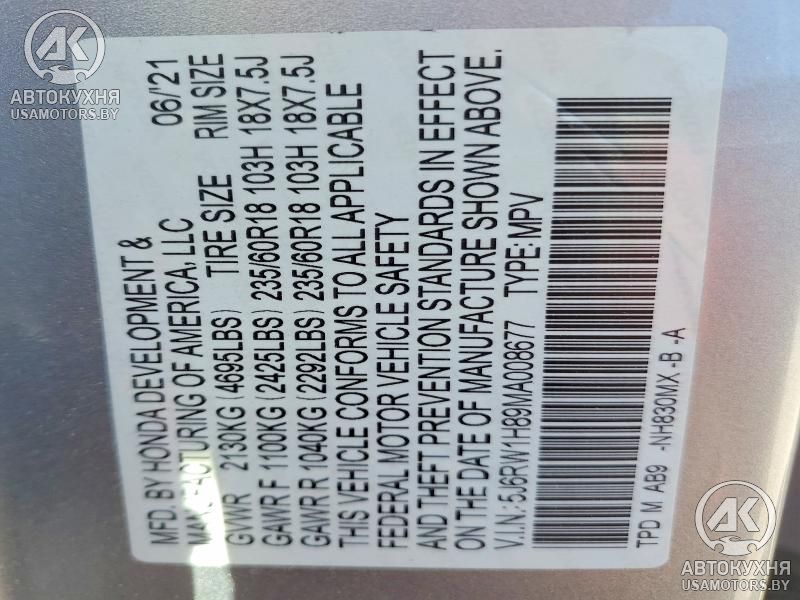 MFD. BY HONDA DEVELOPMENT & 06/'21
MANUFACTURING OF AMERICA, LLC
GVWR 2130KG (4695LBS) TIRE SIZE RIM SIZE
GAWR F 1100KG (2425LBS) 235/60R18 103H 18X7.5J
GAWR R 1040KG (2292LBS) 235/60R18 103H 18X7.5J
THIS VEHICLE CONFORMS TO ALL APPLICABLE
FEDERAL MOTOR VEHICLE SAFETY
AND THEFT PREVENTION STANDARDS IN EFFECT
ON THE DATE OF MANUFACTURE SHOWN ABOVE.
V.I.N: 5J6RW1H89MA008677 TYPE: MPV
TPD M AB9 -NH830MX -B -A
АК
АВТОКУХНЯ
USAMOTORS.BY
АК
АВТОКУХНЯ
USAMOTORS.BY